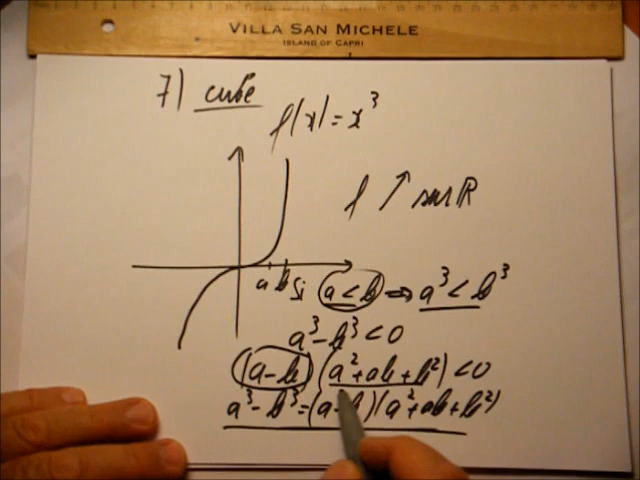 VILLA SAN MICHELE
ISLAND OF CAPRI
7) cube
f(x)=x³
f ↗ sur ℝ
a b
Si a<b ⇒ a³<b³
a³-b³<0
(a-b)(a²+ab+b²)<0
a³-b³=(a-b)(a²+ab+b²)